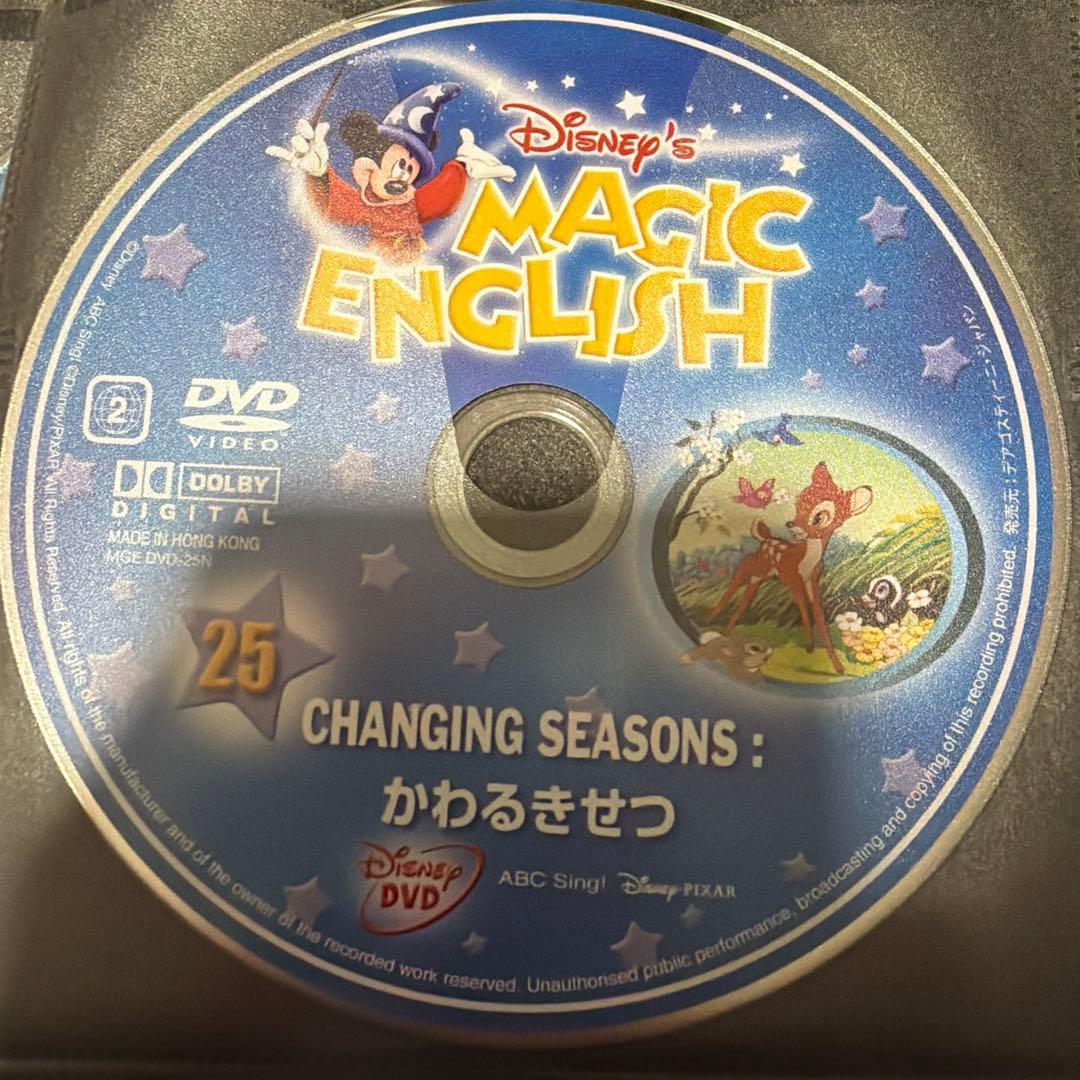 DISNEY'S
MAGIC
ENGLISH
2
DVD
VIDEO
DOLBY
DIGITAL
MADE IN HONG KONG
MGE DVD-25N
25
CHANGING SEASONS :
かわるきせつ
DISNEY
DVD
ABC Sing!
Disney·PIXAR
©Disney ABC Sing! ©Disney/PIXAR All Rights Reserved. All rights of the manufacturer and of the owner of the recorded work reserved. Unauthorised public performance, broadcasting and copying of this recording prohibited. 発売元：デアゴスティーニ・ジャパン